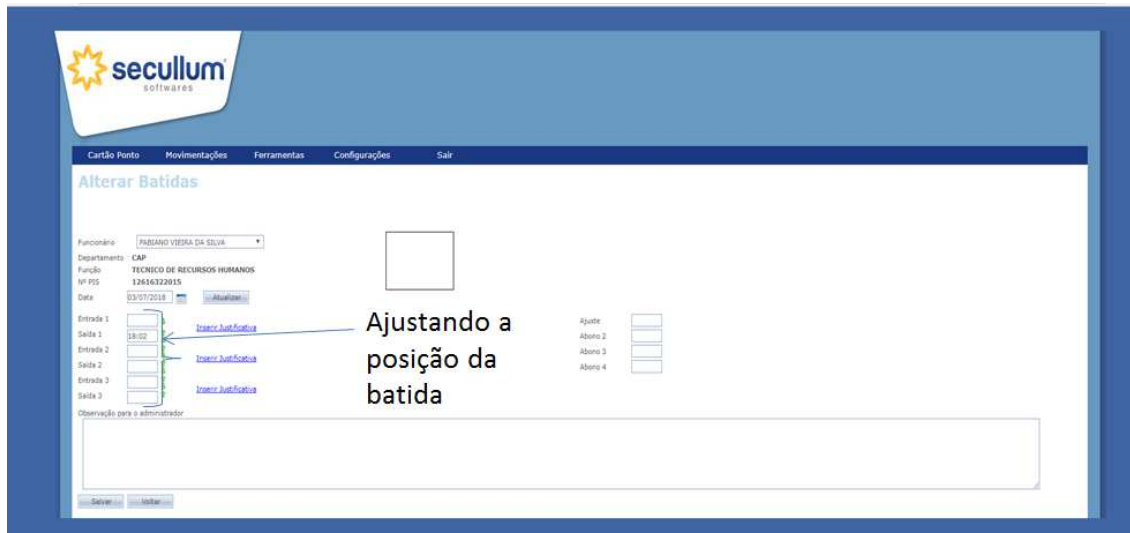 secullum
softwares
Cartão Ponto Movimentações Ferramentas Configurações Sair
Alterar Batidas
Funcionário FABIANO VIEIRA DA SILVA
Departamento CAP
Função TECNICO DE RECURSOS HUMANOS
Nº PIS 12616322015
Data 03/07/2018 Atualizar
Entrada 1
Inserir Justificativa
Saída 1 18:02
Entrada 2
Inserir Justificativa
Saída 2
Entrada 3
Inserir Justificativa
Saída 3
Ajustando a
posição da
batida
Ajuste
Abono 2
Abono 3
Abono 4
Observação para o administrador
Salvar Voltar